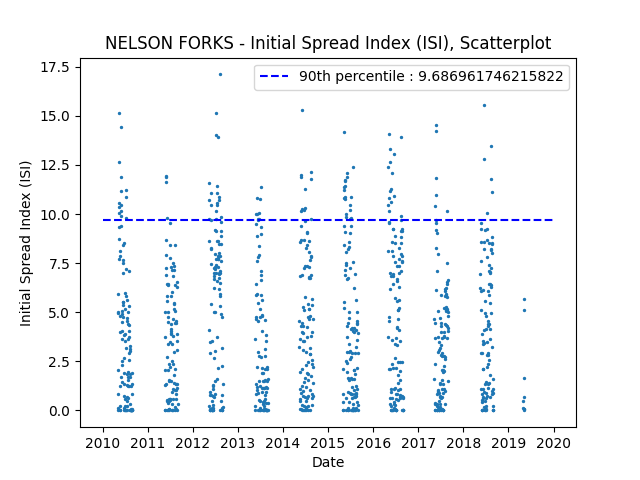 NELSON FORKS - Initial Spread Index (ISI), Scatterplot
90th percentile : 9.686961746215822
17.5
15.0
12.5
10.0
7.5
5.0
2.5
0.0
Initial Spread Index (ISI)
2010 2011 2012 2013 2014 2015 2016 2017 2018 2019 2020
Date